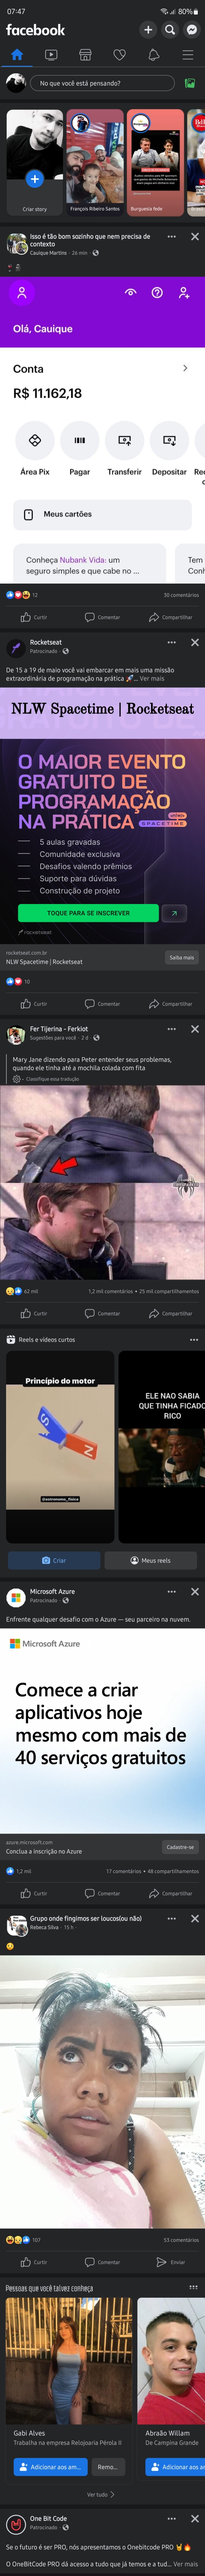 07:47
80%
facebook
No que você está pensando?
Criar story
François Ribeiro Santos
Burguesia fede
Isso é tão bom sozinho que nem precisa de
contexto
Cauíque Martins · 26 min
Olá, Cauique
Conta
R$ 11.162,18
Área Pix
Pagar
Transferir
Depositar
Meus cartões
Conheça Nubank Vida: um
seguro simples e que cabe no ...
Tem
Conh
12
30 comentários
Curtir
Comentar
Compartilhar
Rocketseat
Patrocinado
De 15 a 19 de maio você vai embarcar em mais uma missão
extraordinária de programação na prática 🚀... Ver mais
NLW Spacetime | Rocketseat
O MAIOR EVENTO
GRATUITO DE
PROGRAMAÇÃO
NA PRÁTICA
SPACETIME
5 aulas gravadas
Comunidade exclusiva
Desafios valendo prêmios
Suporte para dúvidas
Construção de projeto
TOQUE PARA SE INSCREVER
Rocketseat
rocketseat.com.br
NLW Spacetime | Rocketseat
Saiba mais
10
Curtir
Comentar
Compartilhar
Fer Tijerina - Ferkiot
Sugestões para você · 2 d
Mary Jane dizendo para Peter entender seus problemas,
quando ele tinha até a mochila colada com fita
Classifique essa tradução
62 mil
1,2 mil comentários • 25 mil compartilhamentos
Curtir
Comentar
Compartilhar
Reels e vídeos curtos
Princípio do motor
S
N
@astronomo_fisico
ELE NAO SABIA
QUE TINHA FICADO
RICO
Criar
Meus reels
Microsoft Azure
Patrocinado
Enfrente qualquer desafio com o Azure — seu parceiro na nuvem.
Microsoft Azure
Comece a criar
aplicativos hoje
mesmo com mais de
40 serviços gratuitos
azure.microsoft.com
Conclua a inscrição no Azure
Cadastre-se
1,2 mil
17 comentários • 48 compartilhamentos
Curtir
Comentar
Compartilhar
Grupo onde fingimos ser loucos(ou não)
Rebeca Silva · 15 h
107
53 comentários
Curtir
Comentar
Enviar
Pessoas que você talvez conheça
Gabi Alves
Trabalha na empresa Relojoaria Pérola II
Adicionar aos am...
Remo...
Abraão Willam
De Campina Grande
Adicionar aos a
Ver tudo
One Bit Code
Patrocinado
Se o futuro é ser PRO, nós apresentamos o Onebitcode PRO 🤘🔥
O OneBitCode PRO dá acesso a tudo que já temos e a tud... Ver mais